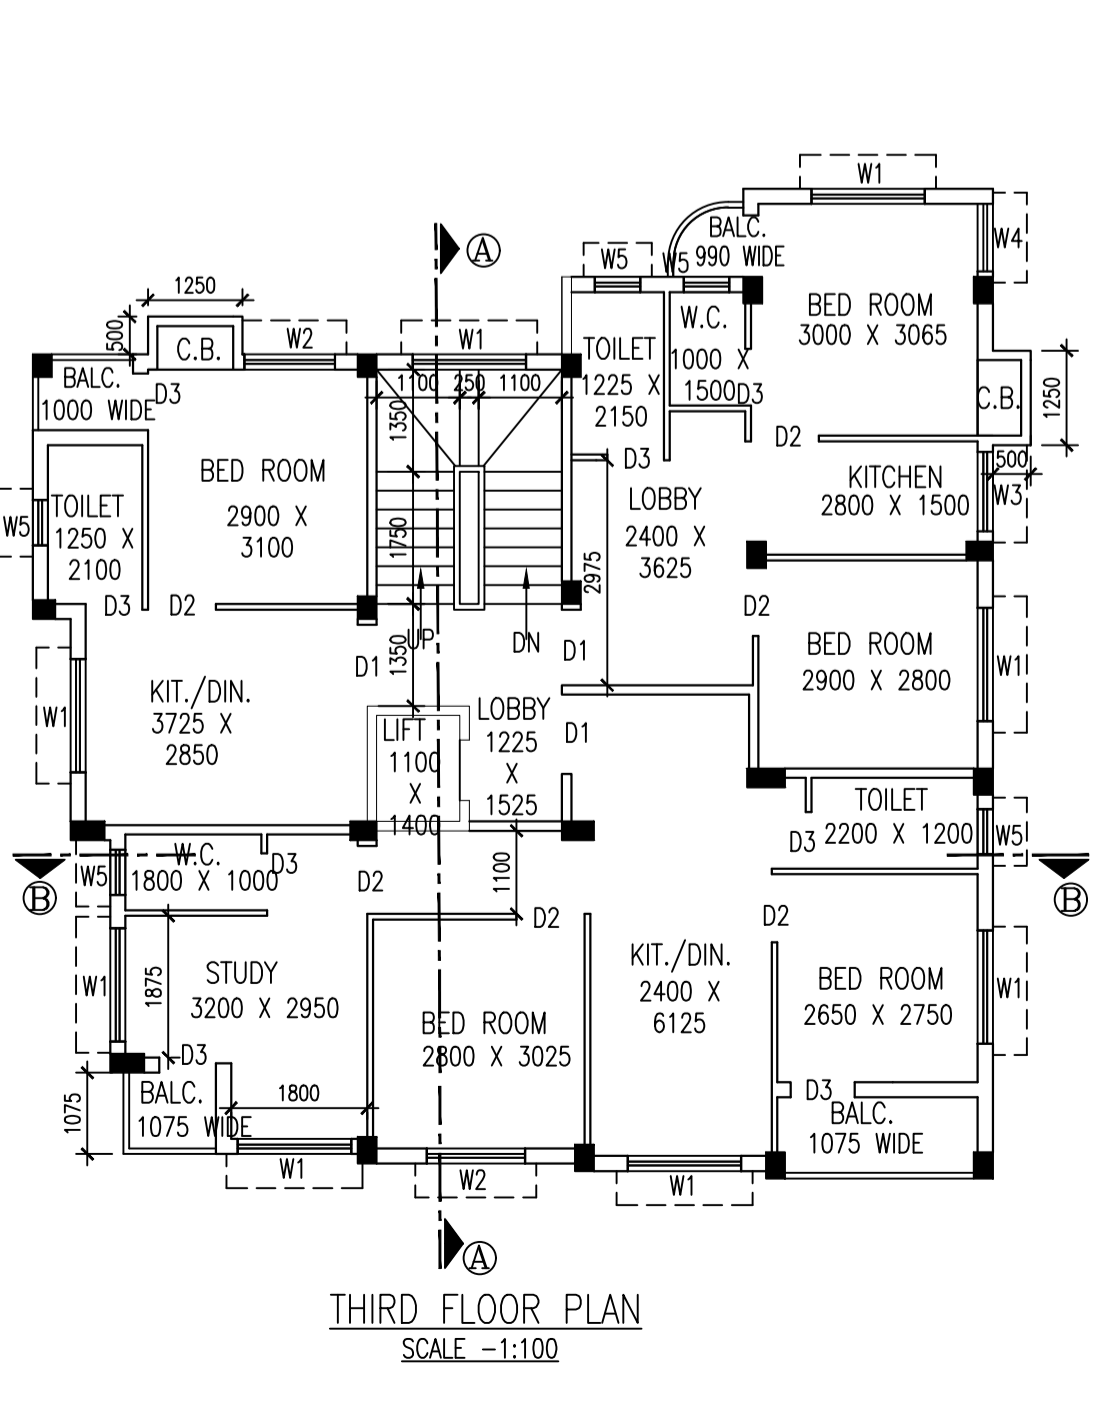 W1
BALC.
990 WIDE
W4
A
W5
W5
1250
500
C.B.
W2
W1
BED ROOM
3000 X 3065
W.C.
1000 X
1500
D3
TOILET
1225 X
2150
1100
250
1100
BALC.
1000 WIDE
D3
1350
C.B.
1250
D2
D3
500
KITCHEN
2800 X 1500
W3
BED ROOM
2900 X
3100
LOBBY
2400 X
3625
TOILET
1250 X
2100
W5
1750
2975
D3
D2
D2
UP
DN
1350
D1
D1
BED ROOM
2900 X 2800
W1
KIT./DIN.
3725 X
2850
W1
LIFT
1100
X
1400
LOBBY
1225
X
1525
D1
TOILET
2200 X 1200
D3
W5
W.C.
1800 X 1000
D3
W5
B
D2
1100
B
D2
D2
STUDY
3200 X 2950
W1
1875
KIT./DIN.
2400 X
6125
BED ROOM
2650 X 2750
W1
BED ROOM
2800 X 3025
D3
BALC.
1075 WIDE
1075
1800
D3
BALC.
1075 WIDE
W1
W2
W1
A
THIRD FLOOR PLAN
SCALE -1:100